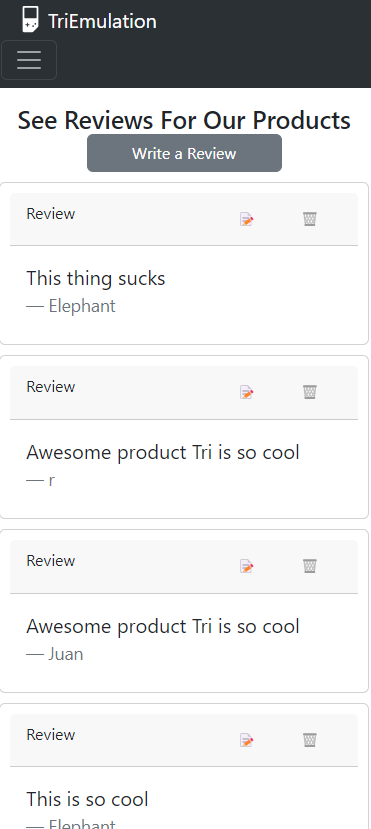 TriEmulation
See Reviews For Our Products
Write a Review
Review
This thing sucks
— Elephant
Review
Awesome product Tri is so cool
— r
Review
Awesome product Tri is so cool
— Juan
Review
This is so cool
— Elephant